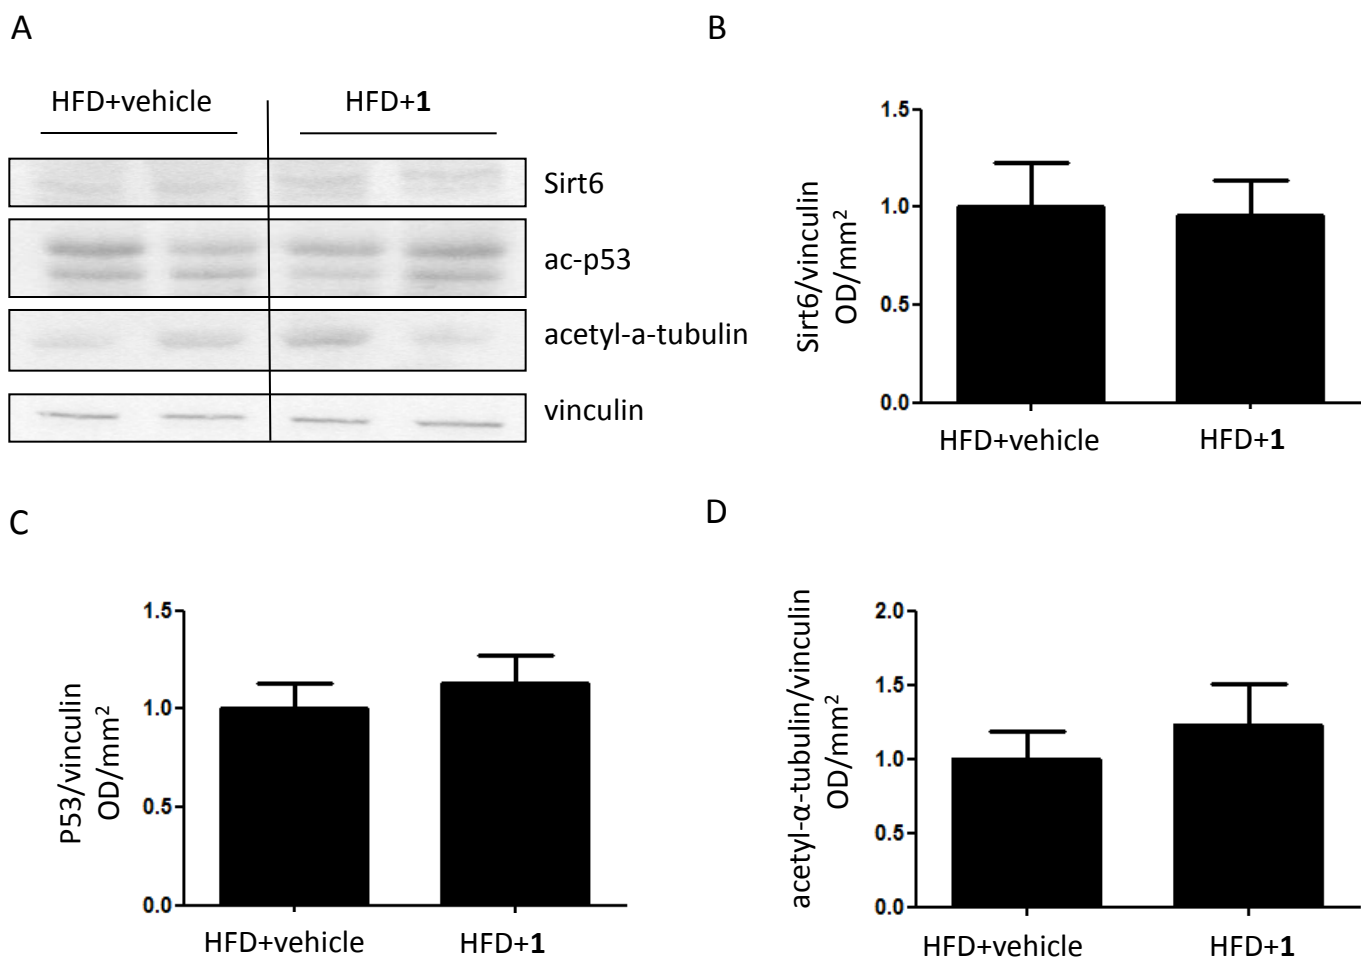 A
HFD+vehicle
HFD+1
Sirt6
ac-p53
acetyl-a-tubulin
vinculin
B
Sirt6/vinculin
OD/mm²
1.5
1.0
0.5
0.0
HFD+vehicle
HFD+1
C
P53/vinculin
OD/mm²
1.5
1.0
0.5
0.0
HFD+vehicle
HFD+1
D
acetyl-α-tubulin/vinculin
OD/mm²
2.0
1.5
1.0
0.5
0.0
HFD+vehicle
HFD+1